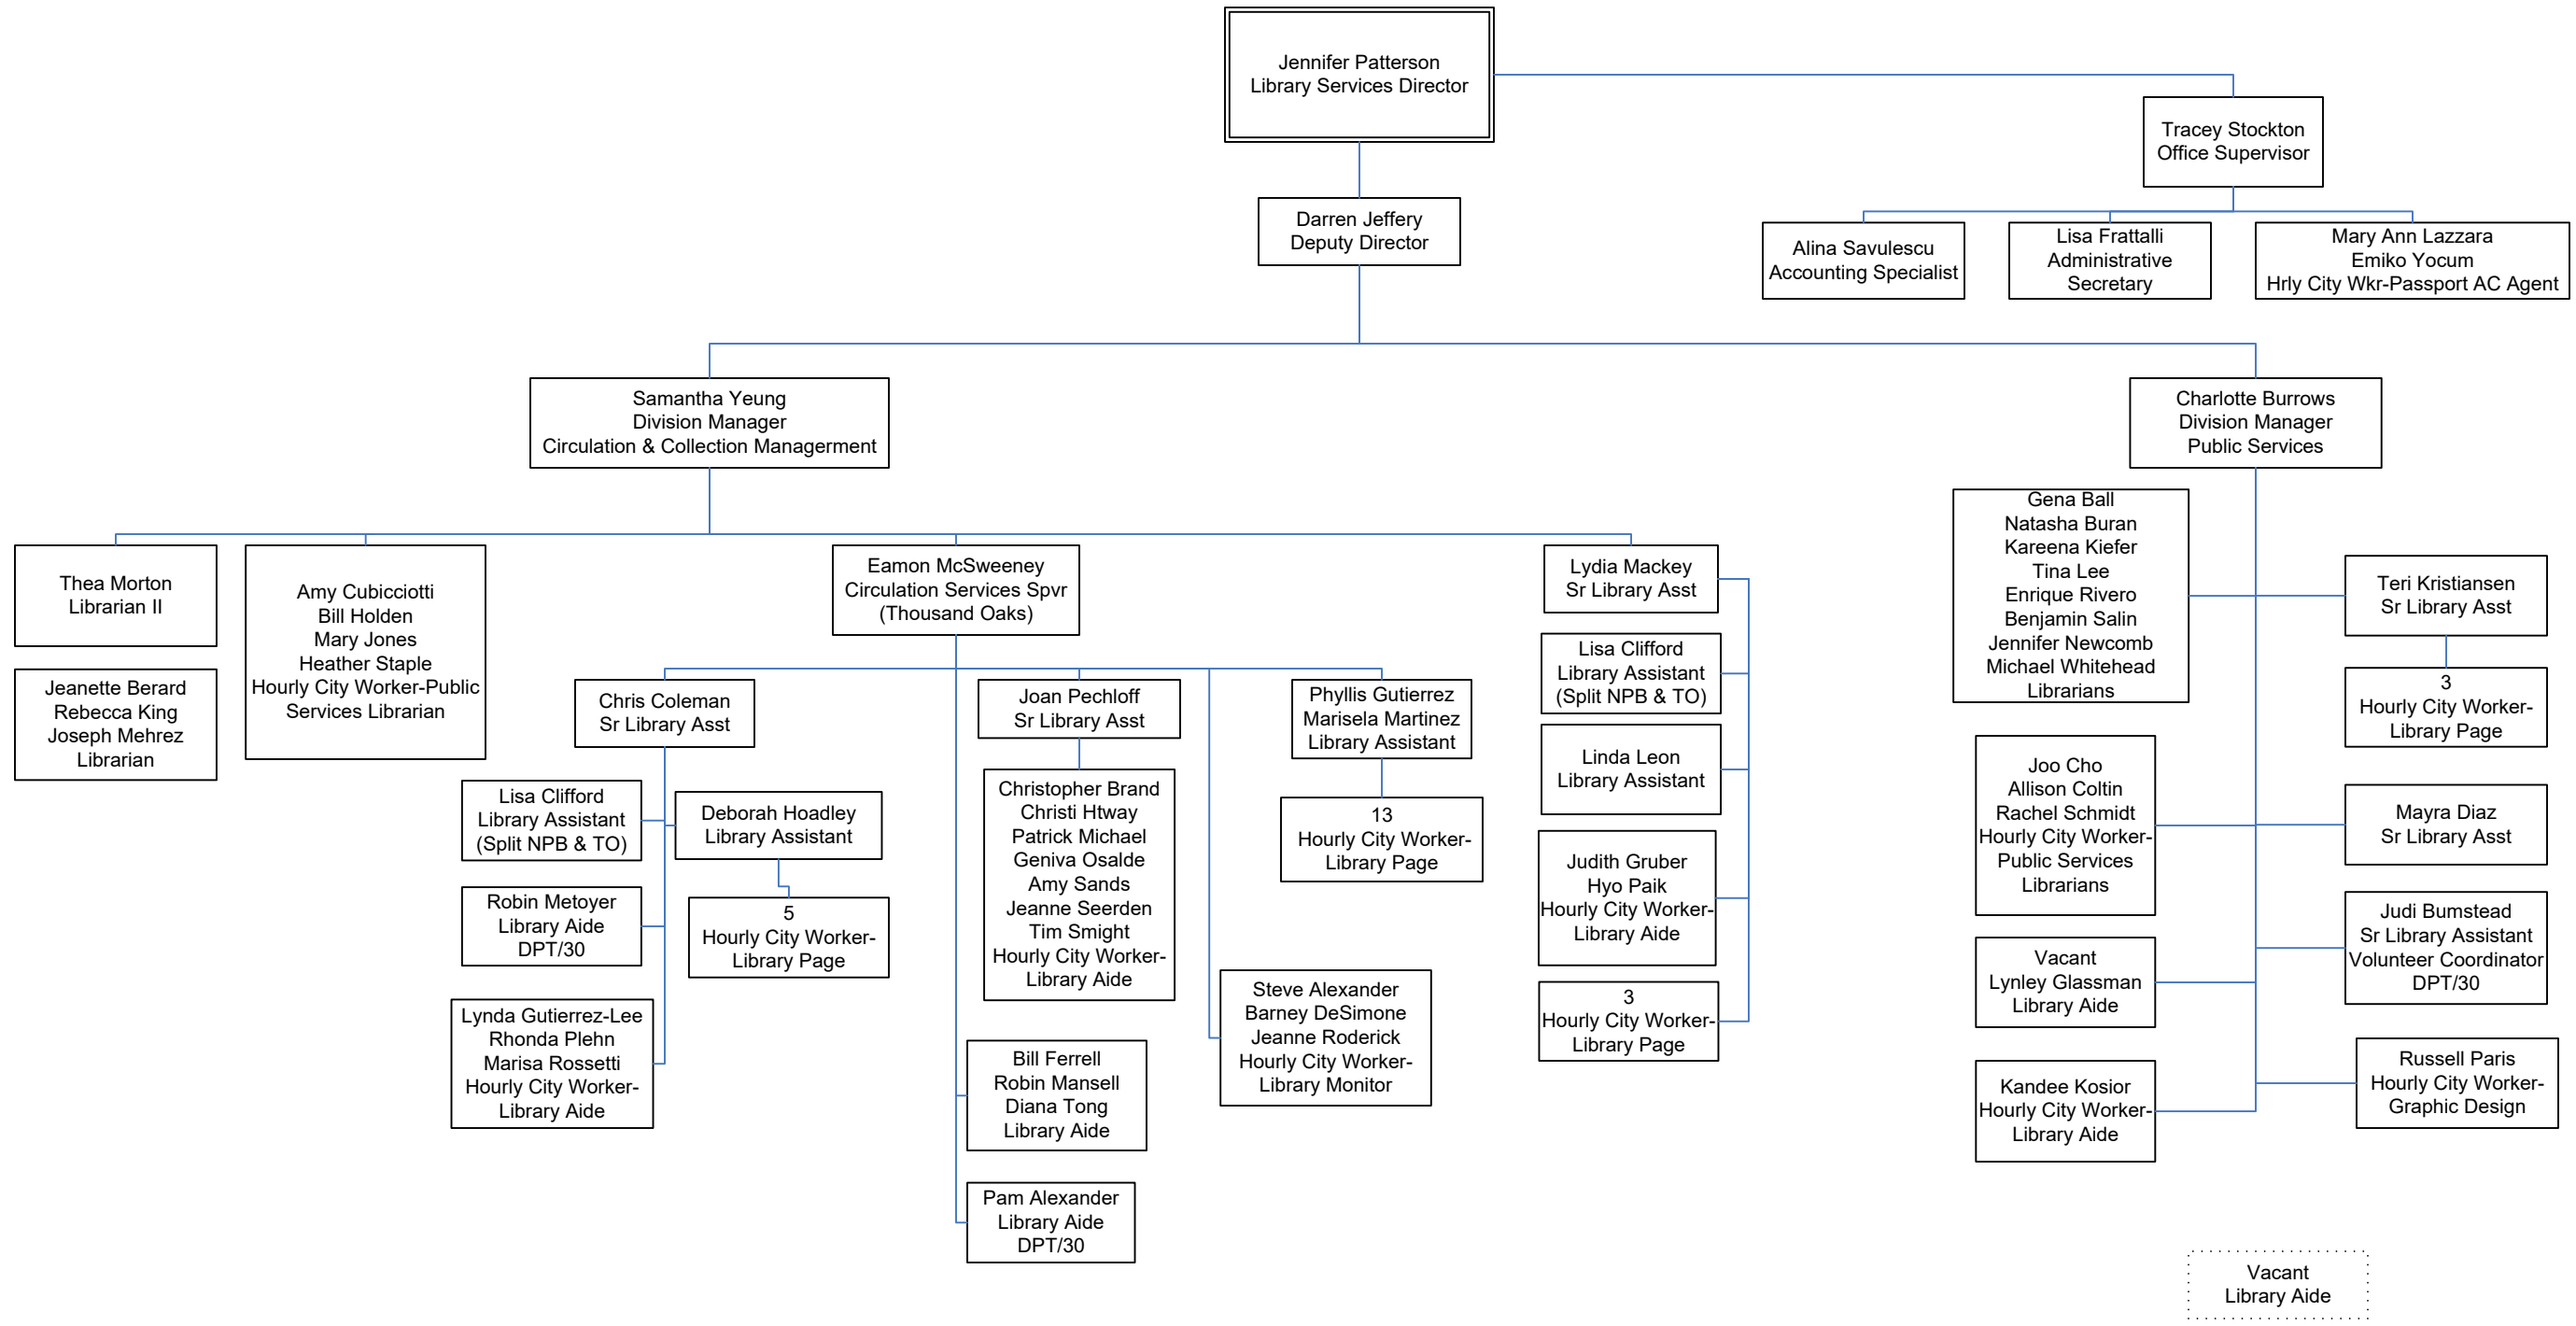 Jennifer Patterson
Library Services Director
Tracey Stockton
Office Supervisor
Darren Jeffery
Deputy Director
Alina Savulescu
Accounting Specialist
Lisa Frattalli
Administrative
Secretary
Mary Ann Lazzara
Emiko Yocum
Hrly City Wkr-Passport AC Agent
Samantha Yeung
Division Manager
Circulation & Collection Managerment
Charlotte Burrows
Division Manager
Public Services
Thea Morton
Librarian II
Jeanette Berard
Rebecca King
Joseph Mehrez
Librarian
Amy Cubicciotti
Bill Holden
Mary Jones
Heather Staple
Hourly City Worker-Public
Services Librarian
Eamon McSweeney
Circulation Services Spvr
(Thousand Oaks)
Chris Coleman
Sr Library Asst
Lisa Clifford
Library Assistant
(Split NPB & TO)
Deborah Hoadley
Library Assistant
Robin Metoyer
Library Aide
DPT/30
5
Hourly City Worker-
Library Page
Lynda Gutierrez-Lee
Rhonda Plehn
Marisa Rossetti
Hourly City Worker-
Library Aide
Joan Pechloff
Sr Library Asst
Christopher Brand
Christi Htway
Patrick Michael
Geniva Osalde
Amy Sands
Jeanne Seerden
Tim Smight
Hourly City Worker-
Library Aide
Bill Ferrell
Robin Mansell
Diana Tong
Library Aide
Pam Alexander
Library Aide
DPT/30
Phyllis Gutierrez
Marisela Martinez
Library Assistant
13
Hourly City Worker-
Library Page
Steve Alexander
Barney DeSimone
Jeanne Roderick
Hourly City Worker-
Library Monitor
Lydia Mackey
Sr Library Asst
Lisa Clifford
Library Assistant
(Split NPB & TO)
Linda Leon
Library Assistant
Judith Gruber
Hyo Paik
Hourly City Worker-
Library Aide
3
Hourly City Worker-
Library Page
Gena Ball
Natasha Buran
Kareena Kiefer
Tina Lee
Enrique Rivero
Benjamin Salin
Jennifer Newcomb
Michael Whitehead
Librarians
Teri Kristiansen
Sr Library Asst
3
Hourly City Worker-
Library Page
Joo Cho
Allison Coltin
Rachel Schmidt
Hourly City Worker-
Public Services
Librarians
Mayra Diaz
Sr Library Asst
Vacant
Lynley Glassman
Library Aide
Judi Bumstead
Sr Library Assistant
Volunteer Coordinator
DPT/30
Kandee Kosior
Hourly City Worker-
Library Aide
Russell Paris
Hourly City Worker-
Graphic Design
Vacant
Library Aide